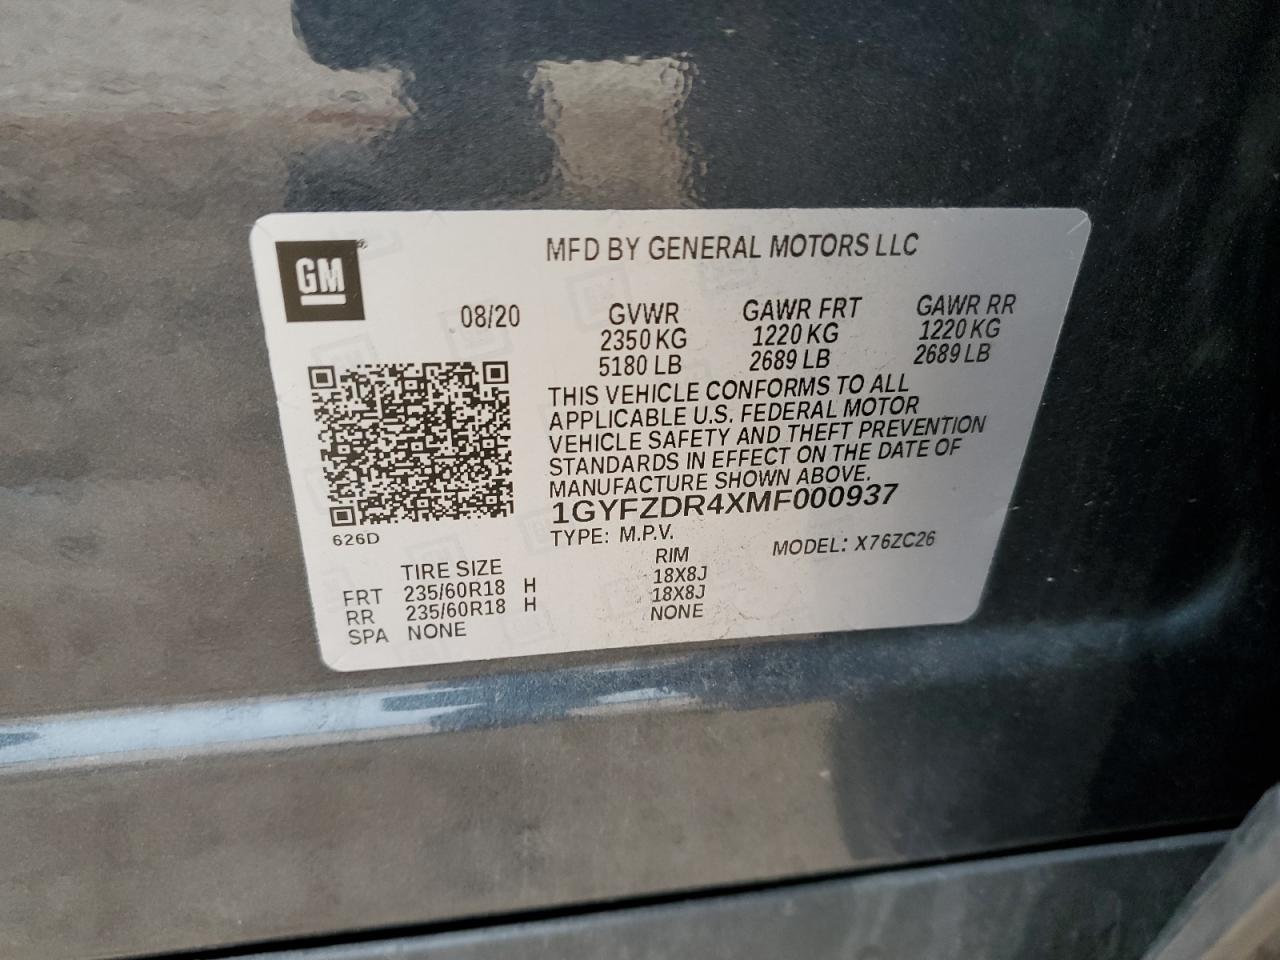 GM
MFD BY GENERAL MOTORS LLC
08/20 GVWR GAWR FRT GAWR RR
2350 KG 1220 KG 1220 KG
5180 LB 2689 LB 2689 LB
THIS VEHICLE CONFORMS TO ALL
APPLICABLE U.S. FEDERAL MOTOR
VEHICLE SAFETY AND THEFT PREVENTION
STANDARDS IN EFFECT ON THE DATE OF
MANUFACTURE SHOWN ABOVE.
1GYFZDR4XMF000937
626D
TYPE: M.P.V. MODEL: X76ZC26
TIRE SIZE RIM
FRT 235/60R18 H 18X8J
RR 235/60R18 H 18X8J
SPA NONE NONE